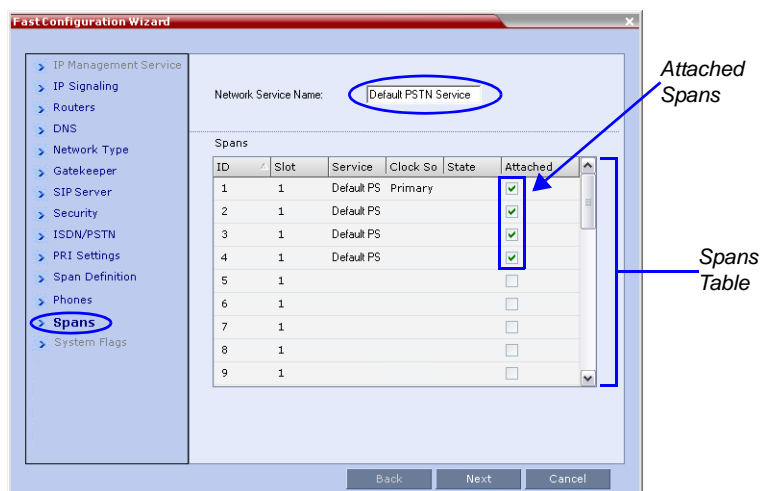 Fast Configuration Wizard
IP Management Service
IP Signaling
Routers
DNS
Network Type
Gatekeeper
SIP Server
Security
ISDN/PSTN
PRI Settings
Span Definition
Phones
Spans
System Flags
Network Service Name: Default PSTN Service
Spans
ID Slot Service Clock So State Attached
1 1 Default PS Primary
2 1 Default PS
3 1 Default PS
4 1 Default PS
5 1
6 1
7 1
8 1
9 1
Back Next Cancel
Attached
Spans
Spans
Table